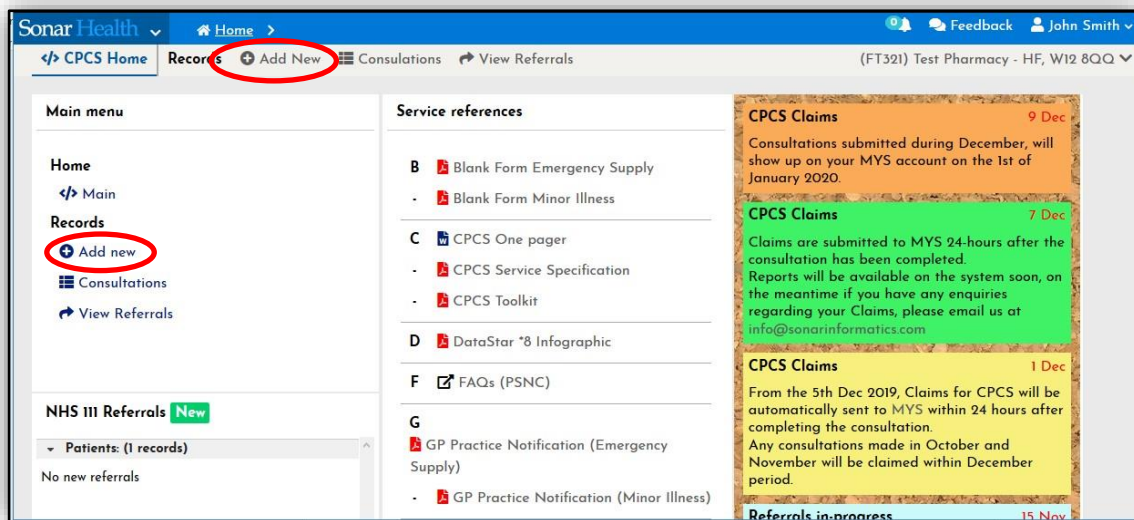 Sonar Health Home > 0 Feedback John Smith
</> CPCS Home Records Add New Consulations View Referrals (FT321) Test Pharmacy - HF, W12 8QQ
Main menu
Home
</> Main
Records
Add new
Consultations
View Referrals
NHS 111 Referrals New
Patients: (1 records)
No new referrals
Service references
B Blank Form Emergency Supply
- Blank Form Minor Illness
C CPCS One pager
- CPCS Service Specification
- CPCS Toolkit
D DataStar *8 Infographic
F FAQs (PSNC)
G
GP Practice Notification (Emergency
Supply)
- GP Practice Notification (Minor Illness)
CPCS Claims 9 Dec
Consultations submitted during December, will
show up on your MYS account on the 1st of
January 2020.
CPCS Claims 7 Dec
Claims are submitted to MYS 24-hours after the
consultation has been completed.
Reports will be available on the system soon, on
the meantime if you have any enquiries
regarding your Claims, please email us at
info@sonarinformatics.com
CPCS Claims 1 Dec
From the 5th Dec 2019, Claims for CPCS will be
automatically sent to MYS within 24 hours after
completing the consultation.
Any consultations made in October and
November will be claimed within December
period.
Referrals in-progress 15 Nov